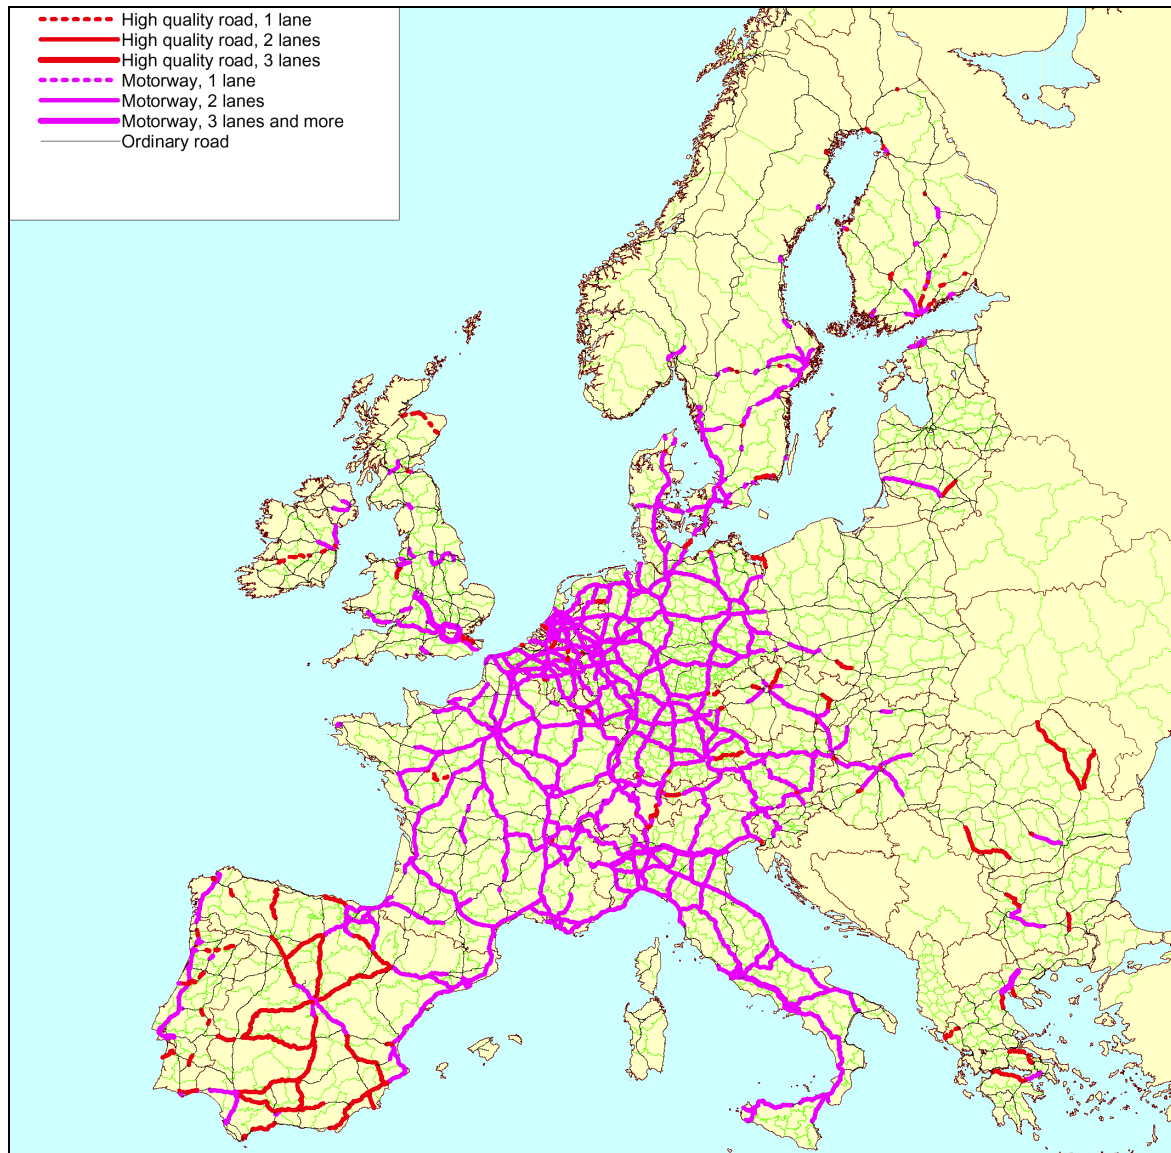 High quality road, 1 lane
High quality road, 2 lanes
High quality road, 3 lanes
Motorway, 1 lane
Motorway, 2 lanes
Motorway, 3 lanes and more
Ordinary road